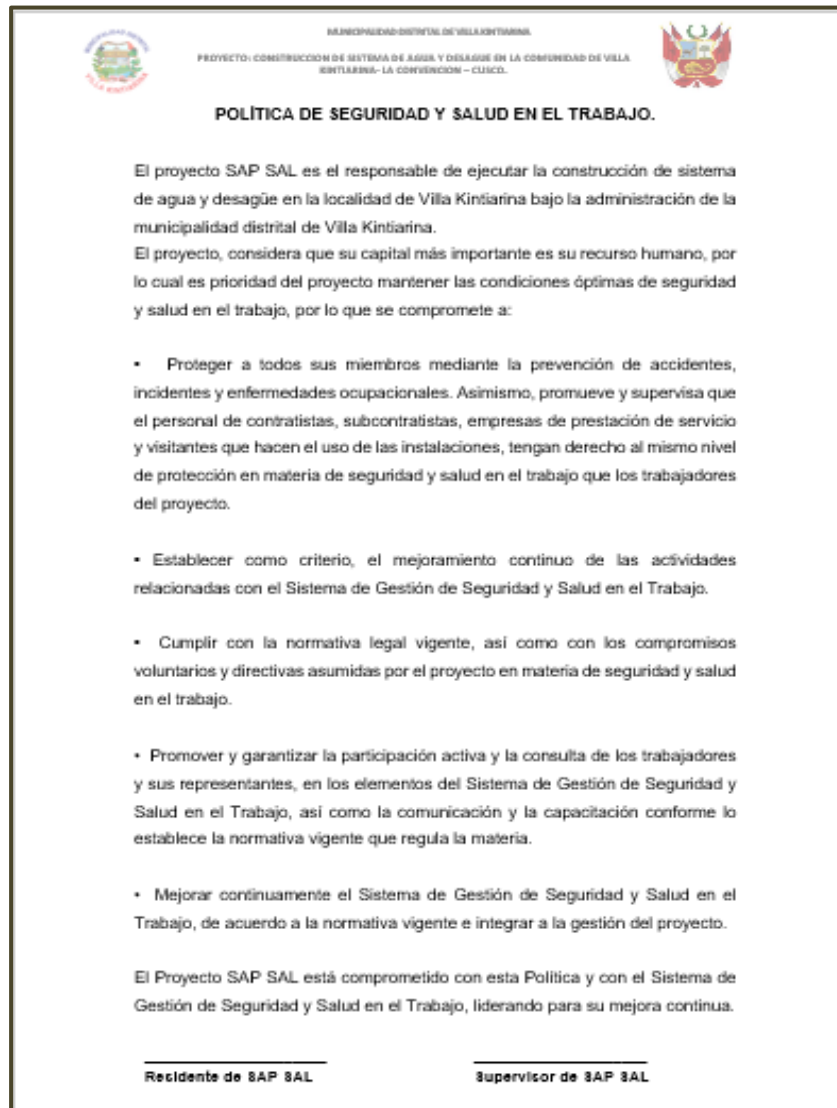 MUNICIPALIDAD DISTRITAL DE VILLA KINTIARINA
PROYECTO: CONSTRUCCION DE SISTEMA DE AGUA Y DESAGUE EN LA COMUNIDAD DE VILLA
KINTIARINA- LA CONVENCION – CUSCO.
VILLA KINTIARINA
POLÍTICA DE SEGURIDAD Y SALUD EN EL TRABAJO.
El proyecto SAP SAL es el responsable de ejecutar la construcción de sistema
de agua y desagüe en la localidad de Villa Kintiarina bajo la administración de la
municipalidad distrital de Villa Kintiarina.
El proyecto, considera que su capital más importante es su recurso humano, por
lo cual es prioridad del proyecto mantener las condiciones óptimas de seguridad
y salud en el trabajo, por lo que se compromete a:
• Proteger a todos sus miembros mediante la prevención de accidentes,
incidentes y enfermedades ocupacionales. Asimismo, promueve y supervisa que
el personal de contratistas, subcontratistas, empresas de prestación de servicio
y visitantes que hacen el uso de las instalaciones, tengan derecho al mismo nivel
de protección en materia de seguridad y salud en el trabajo que los trabajadores
del proyecto.
• Establecer como criterio, el mejoramiento continuo de las actividades
relacionadas con el Sistema de Gestión de Seguridad y Salud en el Trabajo.
• Cumplir con la normativa legal vigente, así como con los compromisos
voluntarios y directivas asumidas por el proyecto en materia de seguridad y salud
en el trabajo.
• Promover y garantizar la participación activa y la consulta de los trabajadores
y sus representantes, en los elementos del Sistema de Gestión de Seguridad y
Salud en el Trabajo, así como la comunicación y la capacitación conforme lo
establece la normativa vigente que regula la materia.
• Mejorar continuamente el Sistema de Gestión de Seguridad y Salud en el
Trabajo, de acuerdo a la normativa vigente e integrar a la gestión del proyecto.
El Proyecto SAP SAL está comprometido con esta Política y con el Sistema de
Gestión de Seguridad y Salud en el Trabajo, liderando para su mejora continua.
Residente de SAP SAL
Supervisor de SAP SAL